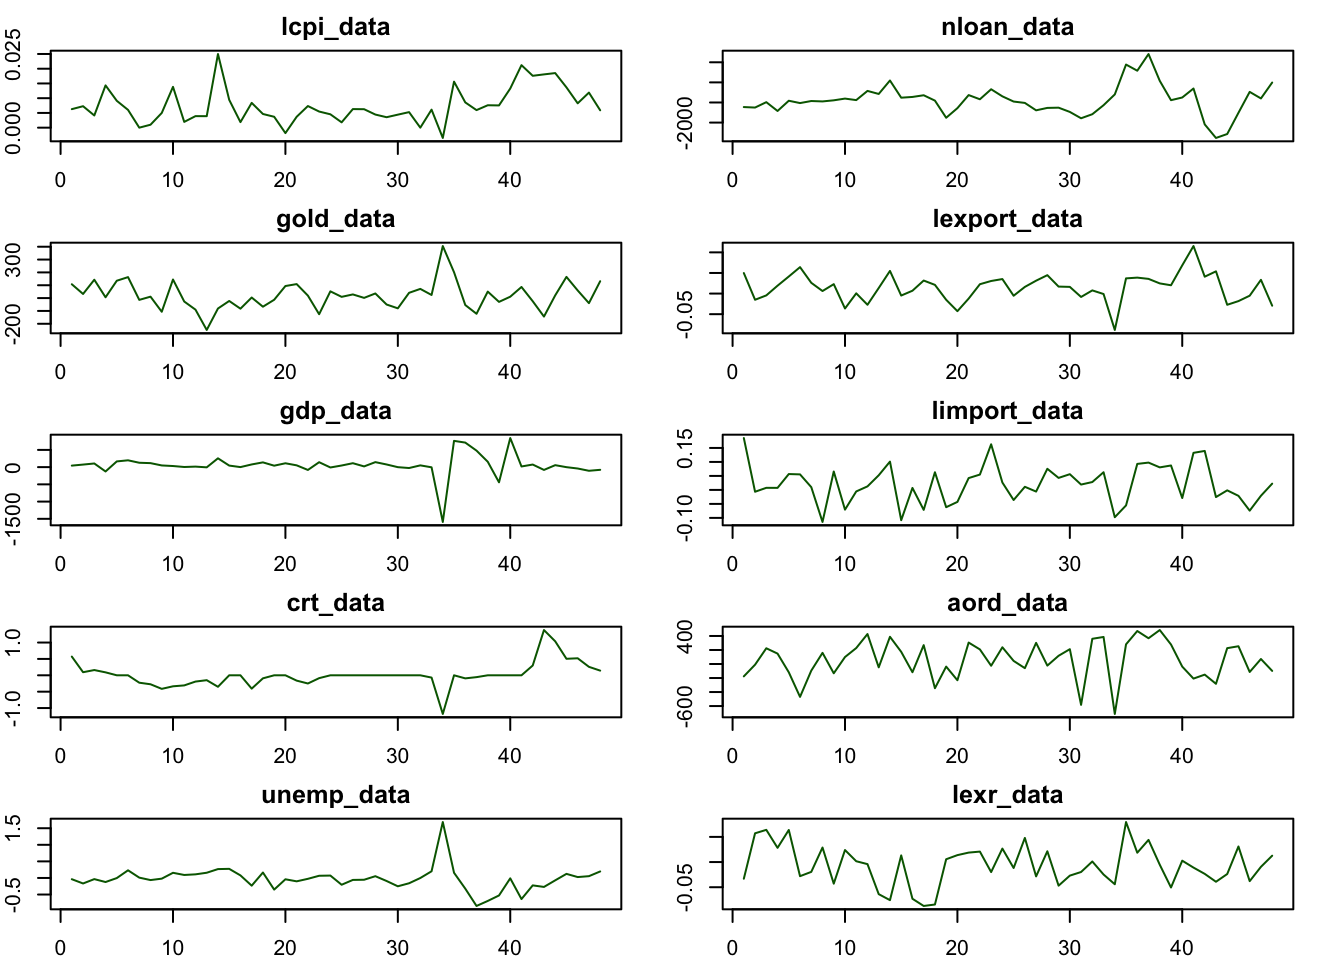 lcpi_data
0.025
0.000
0 10 20 30 40
nloan_data
-2000
0 10 20 30 40
gold_data
300
-200
0 10 20 30 40
lexport_data
-0.05
0 10 20 30 40
gdp_data
0
-1500
0 10 20 30 40
limport_data
0.15
-0.10
0 10 20 30 40
crt_data
1.0
-1.0
0 10 20 30 40
aord_data
400
-600
0 10 20 30 40
unemp_data
1.5
-0.5
0 10 20 30 40
lexr_data
-0.05
0 10 20 30 40